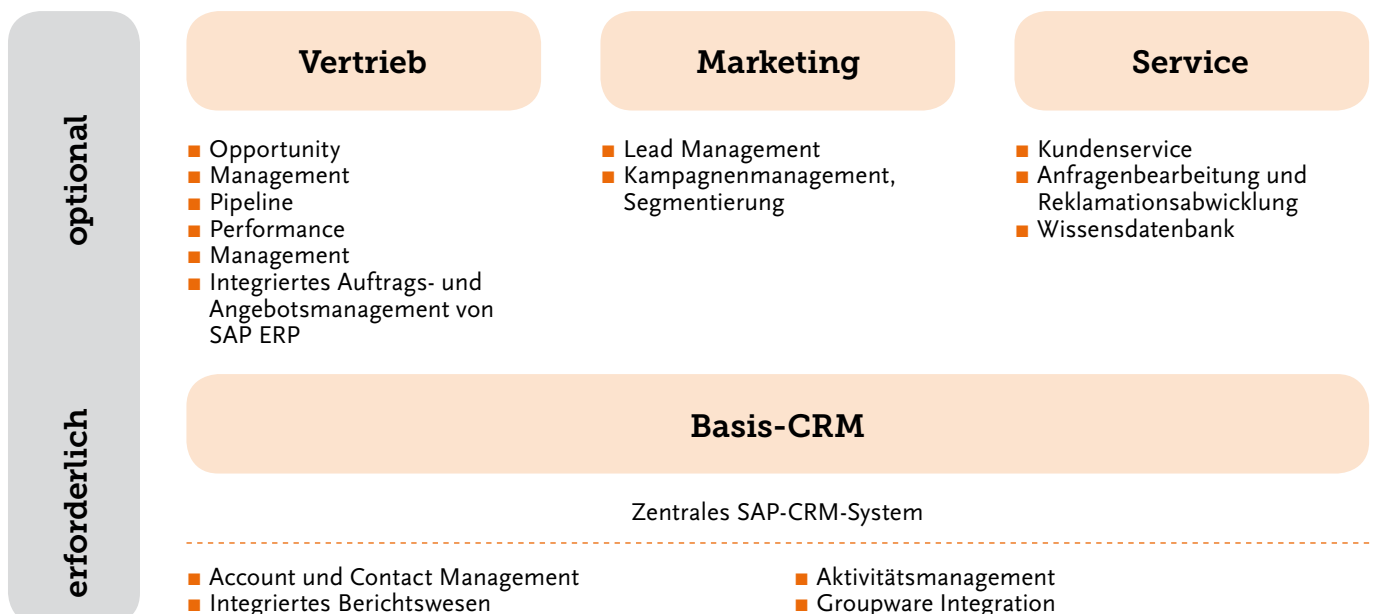 optional
Vertrieb
■ Opportunity
■ Management
■ Pipeline
■ Performance
■ Management
■ Integriertes Auftrags- und
Angebotsmanagement von
SAP ERP
Marketing
■ Lead Management
■ Kampagnenmanagement,
Segmentierung
Service
■ Kundenservice
■ Anfragenbearbeitung und
Reklamationsabwicklung
■ Wissensdatenbank
erforderlich
Basis-CRM
Zentrales SAP-CRM-System
■ Account und Contact Management
■ Integriertes Berichtswesen
■ Aktivitätsmanagement
■ Groupware Integration